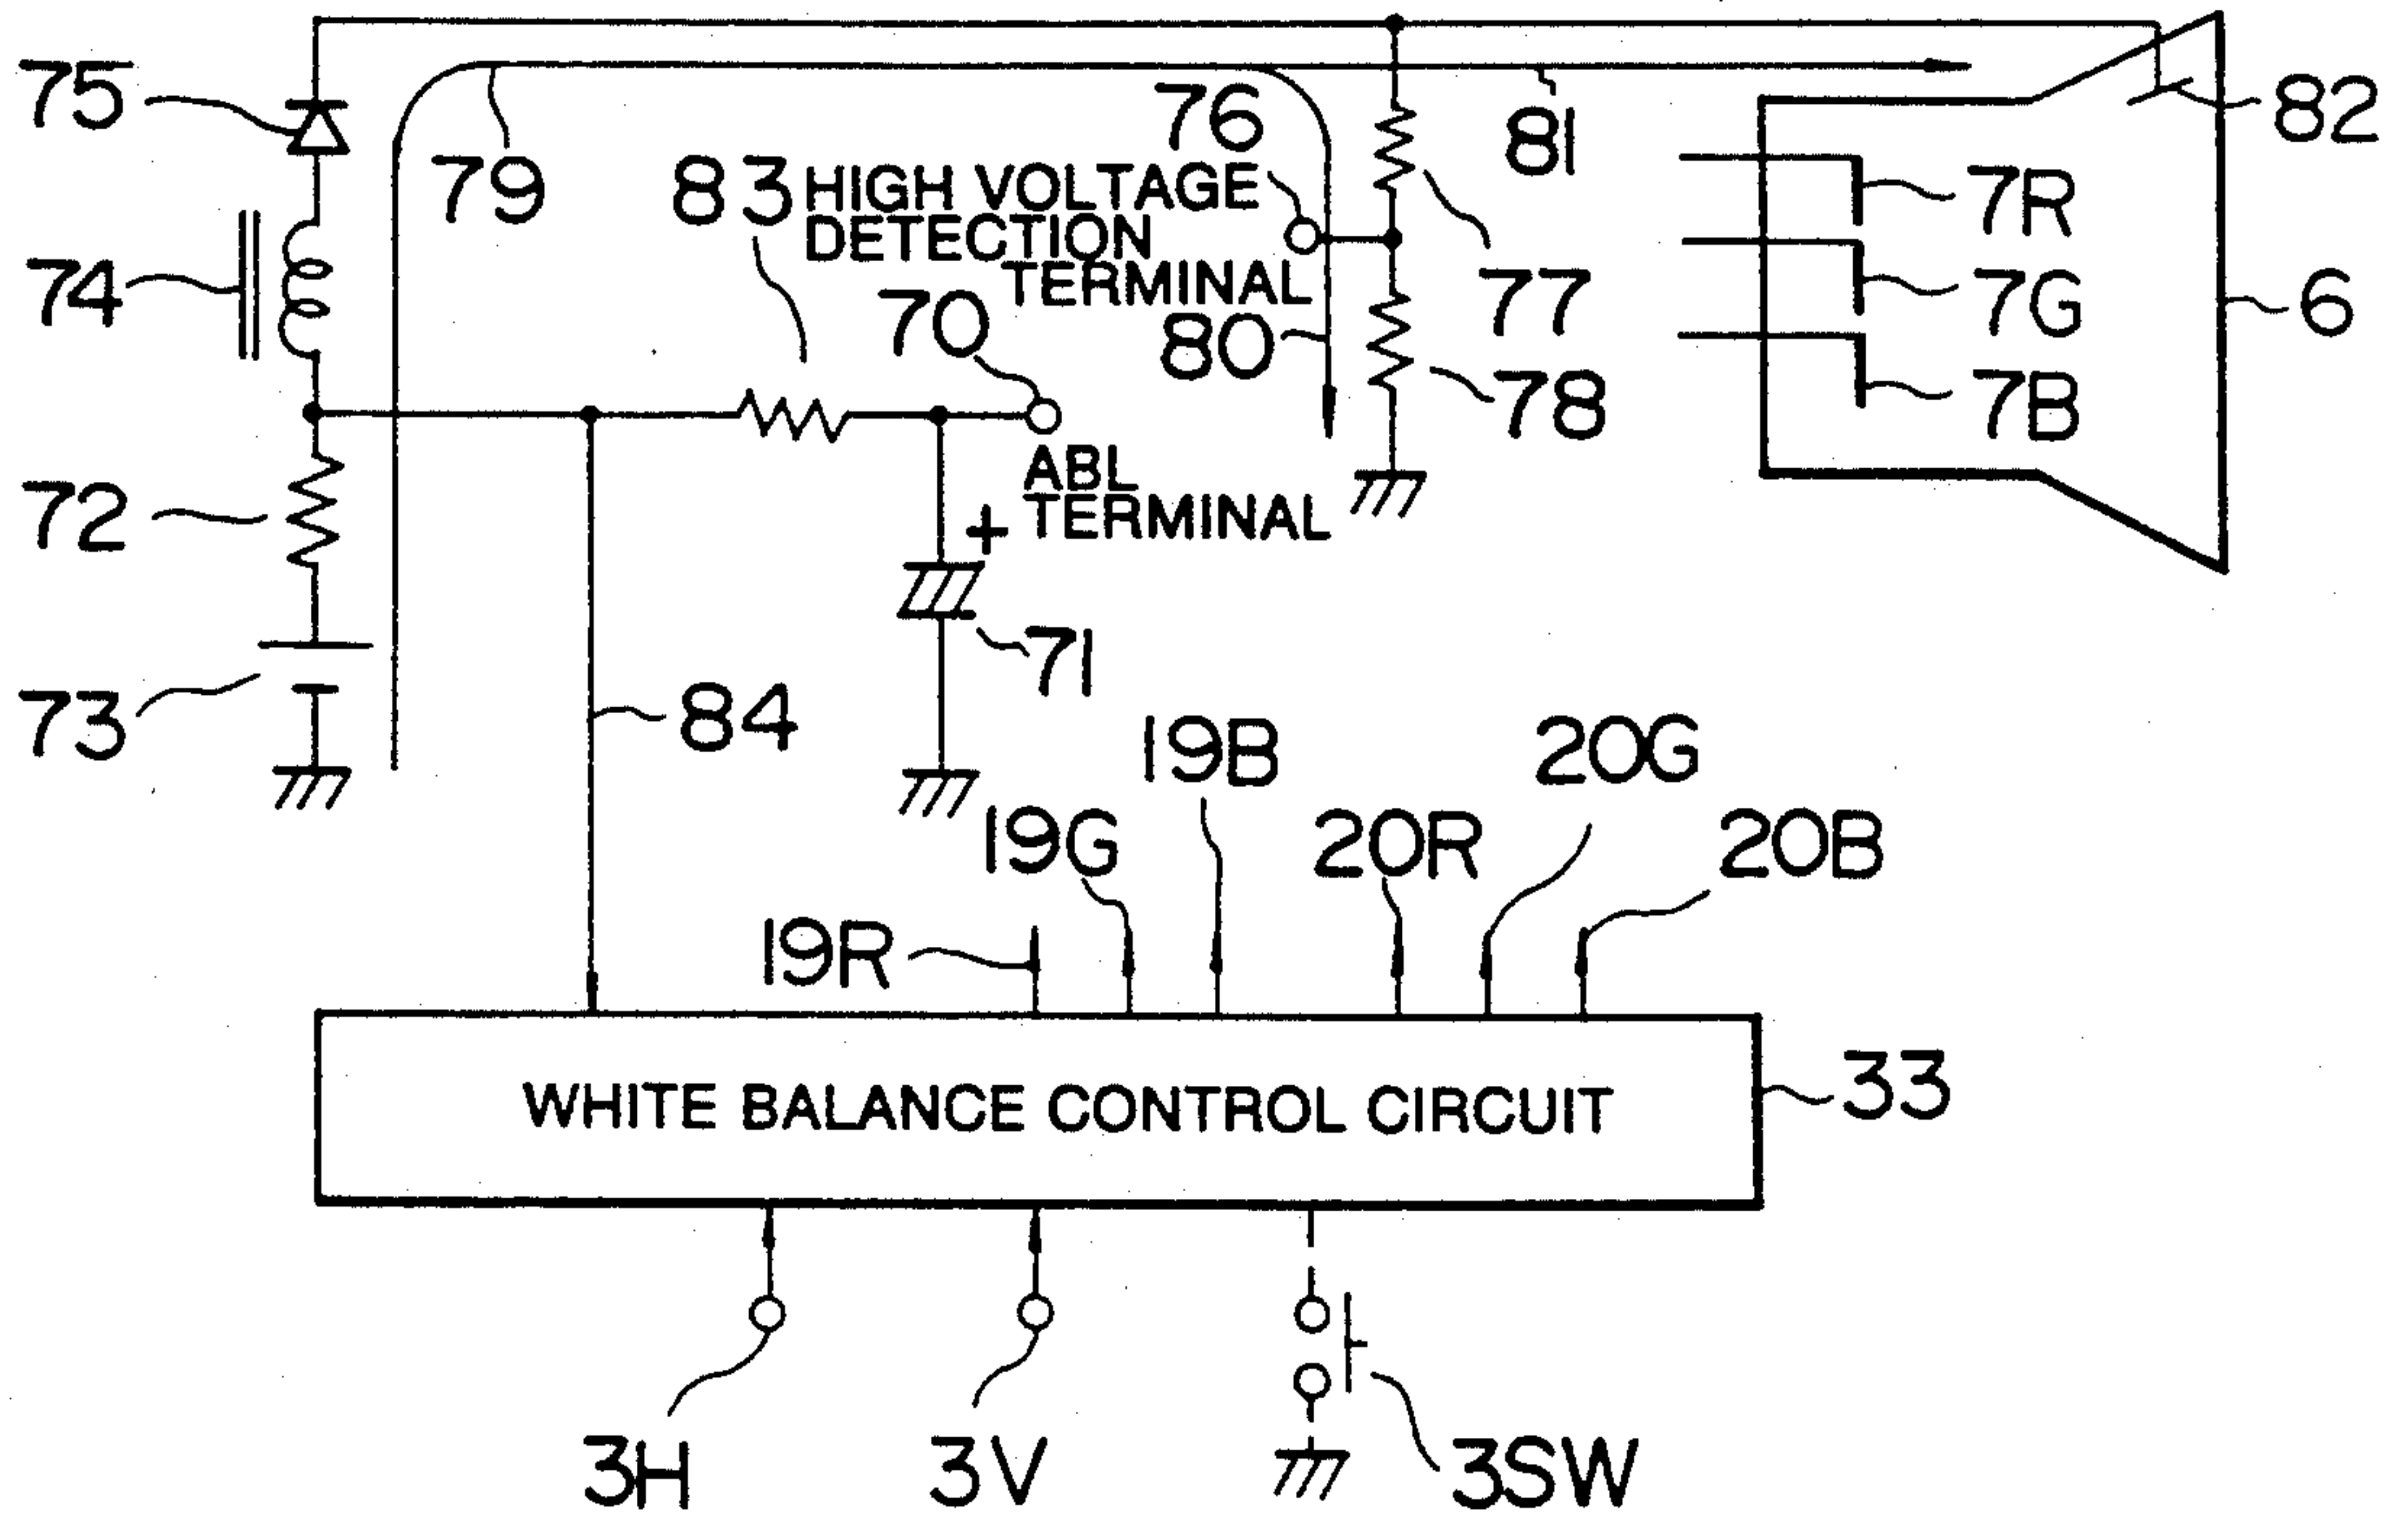 75
79
83
HIGH VOLTAGE
DETECTION
TERMINAL
76
81
82
7R
7G
7B
6
74
70
80
77
78
ABL
TERMINAL
+
72
71
73
84
19B
20G
19G
20R
20B
19R
WHITE BALANCE CONTROL CIRCUIT
33
3H
3V
3SW